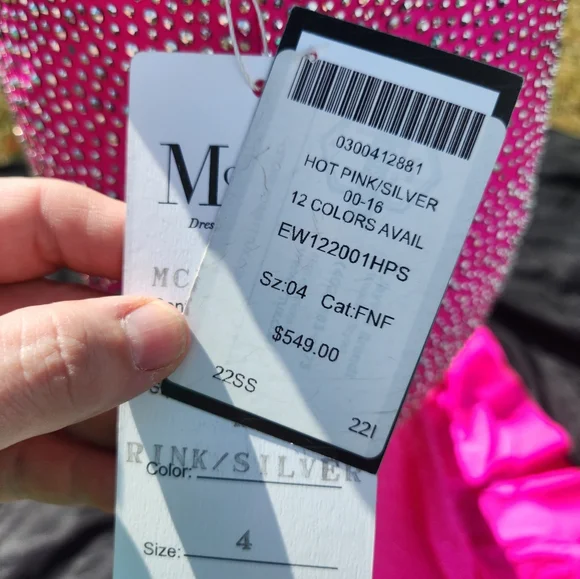 0300412881
HOT PINK/SILVER
00-16
12 COLORS AVAIL
EW122001HPS
Sz:04 Cat:FNF
$549.00
22SS
22I
M
Dres
MC
PINK/SILVER
Color:
4
Size: